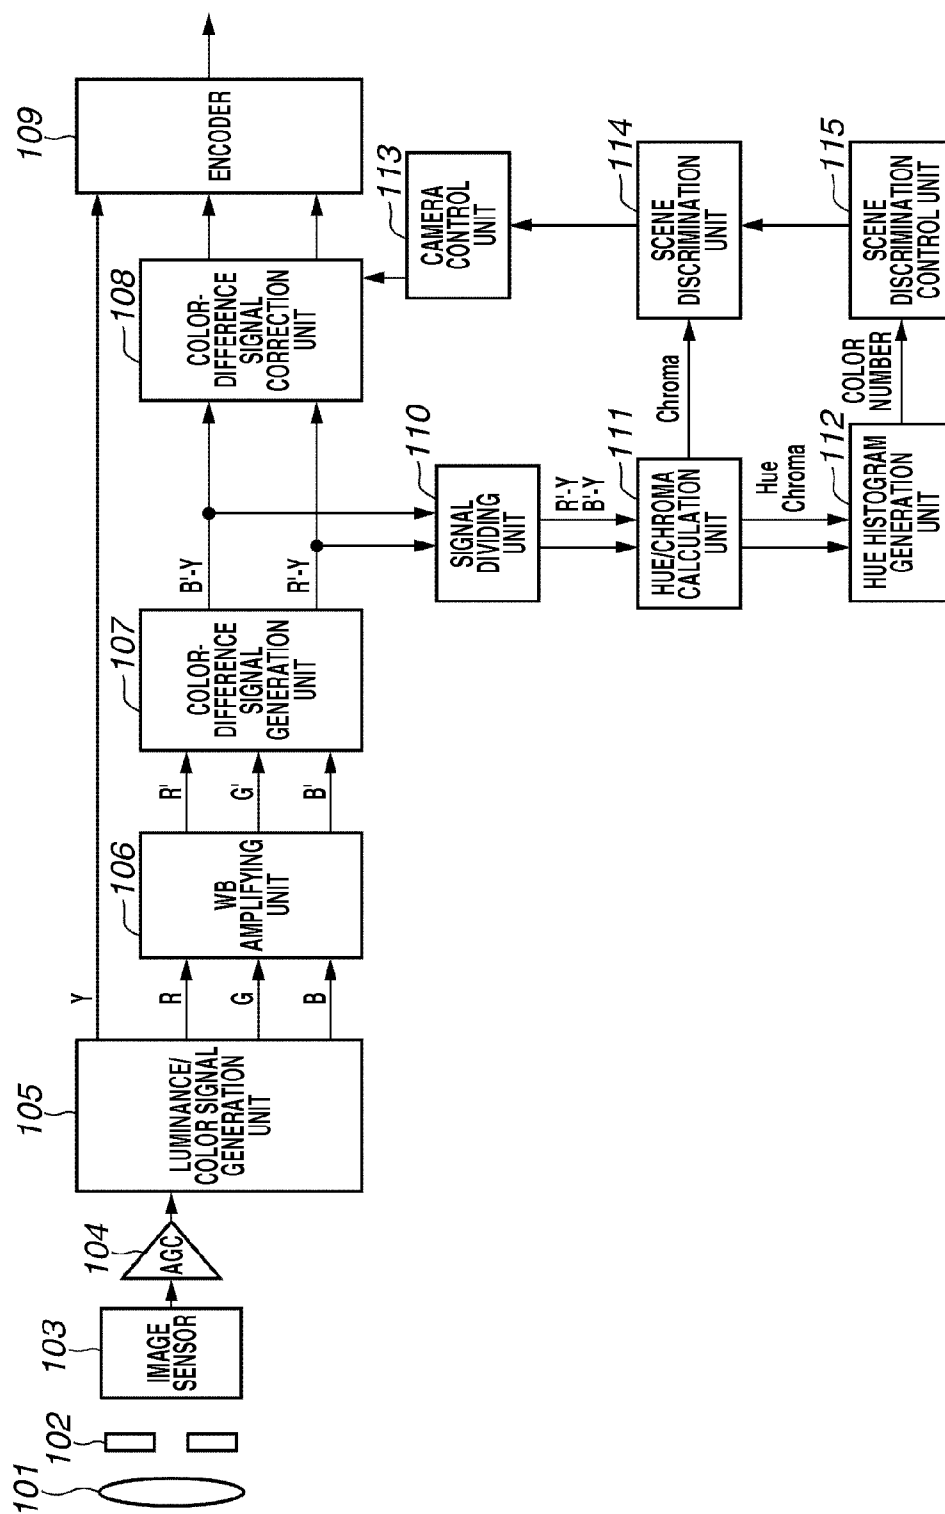 101
102
103
IMAGE
SENSOR
104
AGC
105
LUMINANCE/
COLOR SIGNAL
GENERATION
UNIT
Y
R
G
B
106
WB
AMPLIFYING
UNIT
R'
G'
B'
107
COLOR-
DIFFERENCE
SIGNAL
GENERATION
UNIT
B'-Y
R'-Y
108
COLOR-
DIFFERENCE
SIGNAL
CORRECTION
UNIT
109
ENCODER
110
SIGNAL
DIVIDING
UNIT
R'-Y
B'-Y
111
HUE/CHROMA
CALCULATION
UNIT
Chroma
Hue
Chroma
112
HUE HISTOGRAM
GENERATION
UNIT
COLOR
NUMBER
113
CAMERA
CONTROL
UNIT
114
SCENE
DISCRIMINATION
UNIT
115
SCENE
DISCRIMINATION
CONTROL UNIT